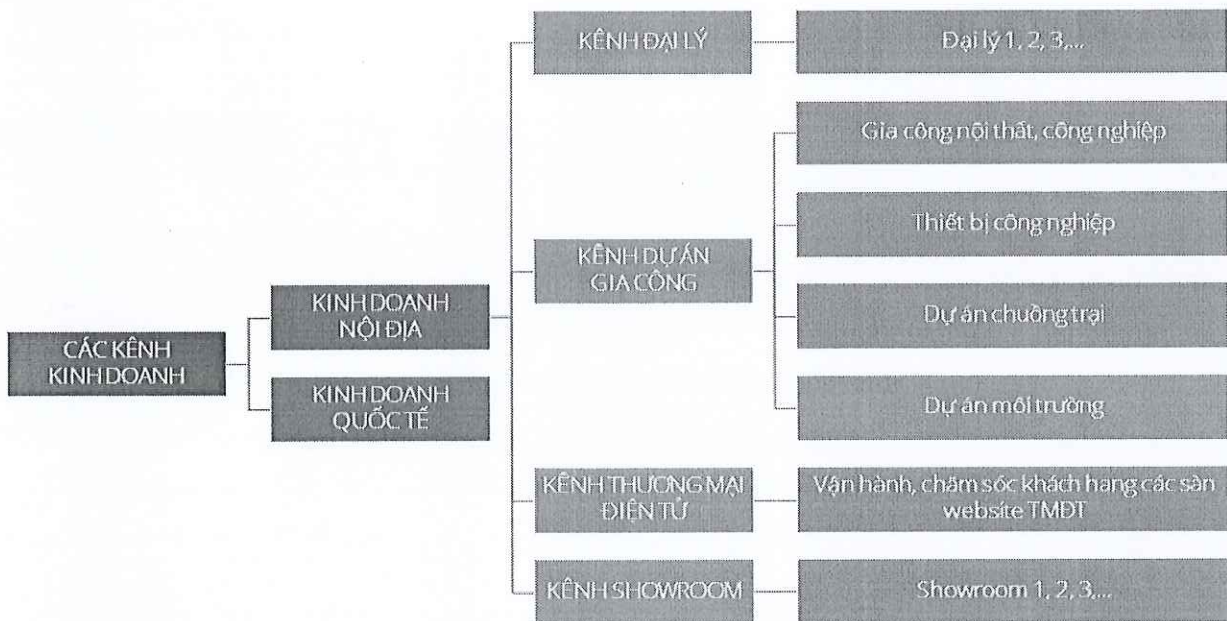 KÊNH ĐẠI LÝ
Đại lý 1, 2, 3,...
Gia công nội thất, công nghiệp
Thiết bị công nghiệp
KÊNH DỰ ÁN
GIA CÔNG
KINH DOANH
NỘI ĐỊA
Dự án chuồng trại
CÁC KÊNH
KINH DOANH
KINH DOANH
QUỐC TẾ
Dự án môi trường
KÊNH THƯƠNG MẠI
ĐIỆN TỬ
Vận hành, chăm sóc khách hàng các sàn
website TMĐT
KÊNH SHOWROOM
Showroom 1, 2, 3,...